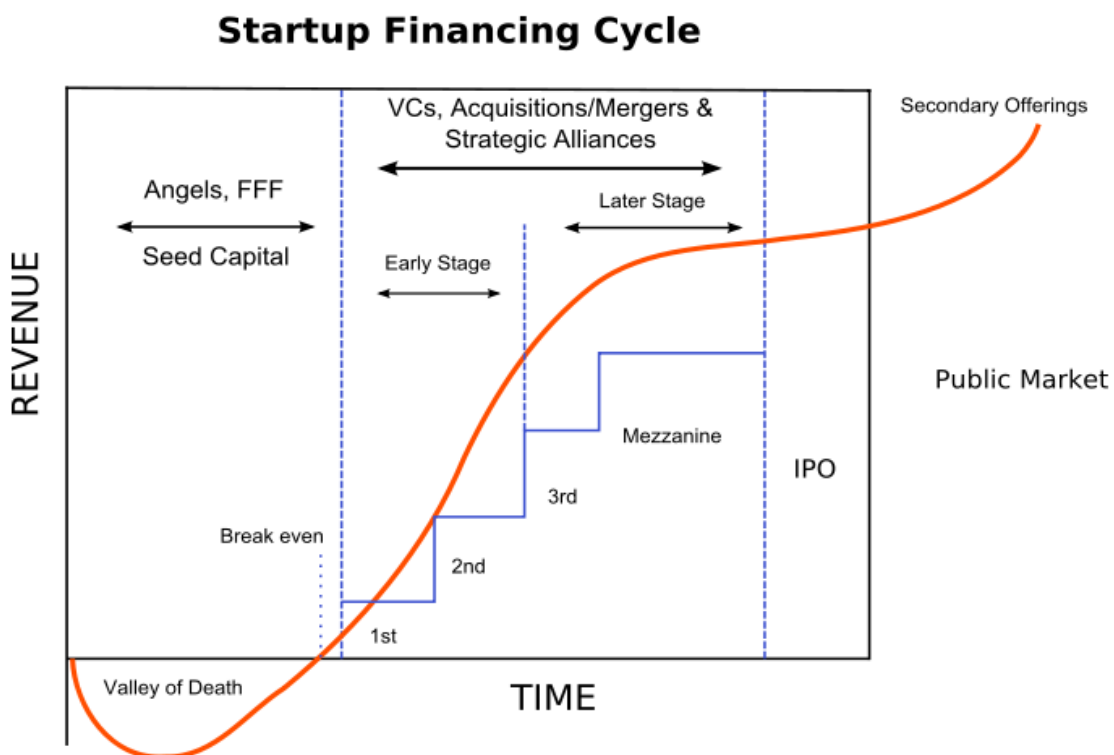 Startup Financing Cycle
VCs, Acquisitions/Mergers &
Strategic Alliances
Secondary Offerings
Angels, FFF
Seed Capital
Later Stage
Early Stage
REVENUE
Public Market
Mezzanine
IPO
3rd
Break even
2nd
1st
Valley of Death
TIME